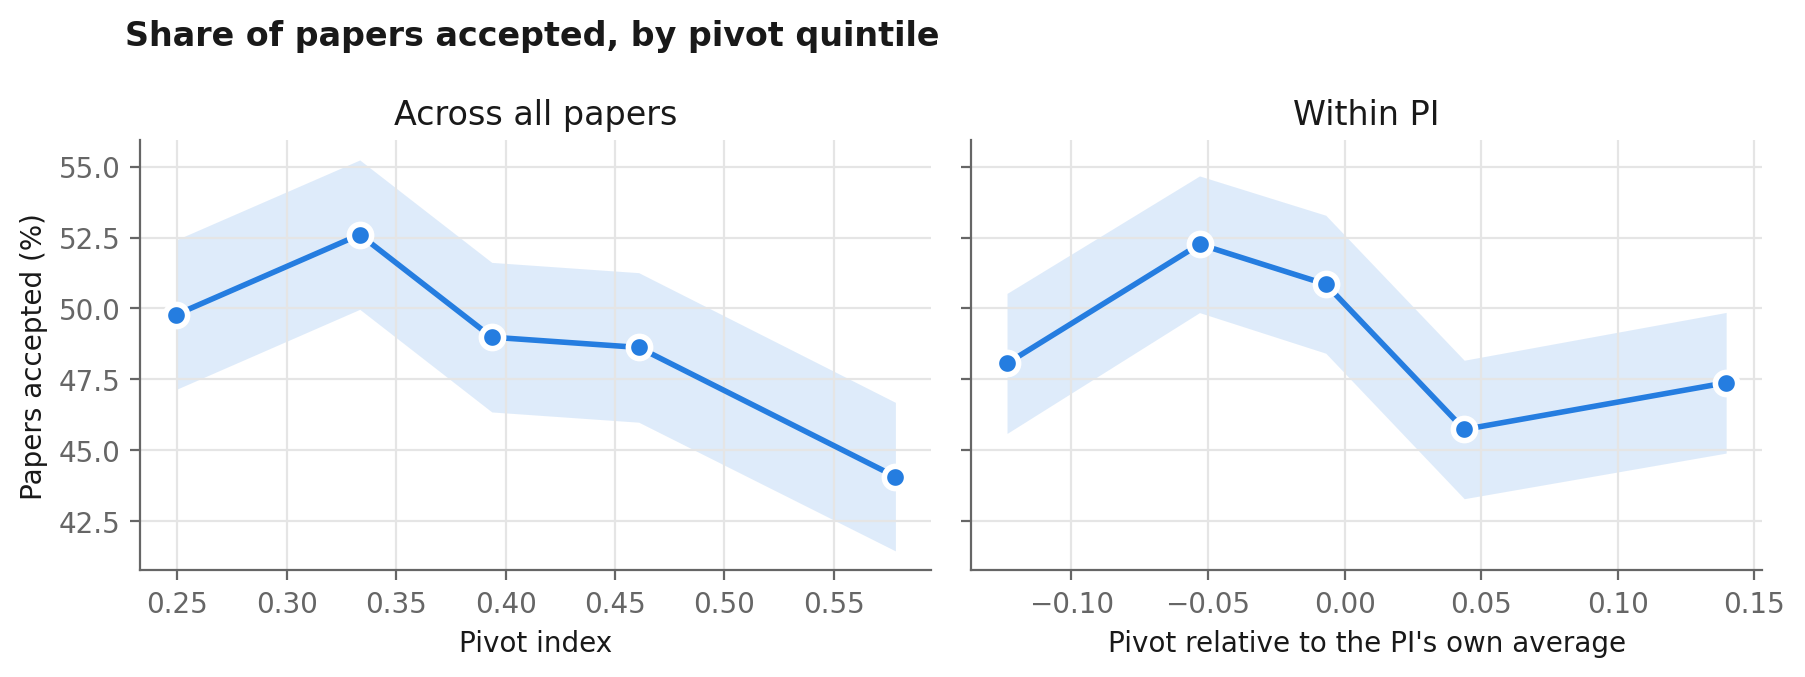 Share of papers accepted, by pivot quintile
Across all papers
Within PI
Papers accepted (%)
55.0
52.5
50.0
47.5
45.0
42.5
0.25 0.30 0.35 0.40 0.45 0.50 0.55
−0.10 −0.05 0.00 0.05 0.10 0.15
Pivot index
Pivot relative to the PI's own average